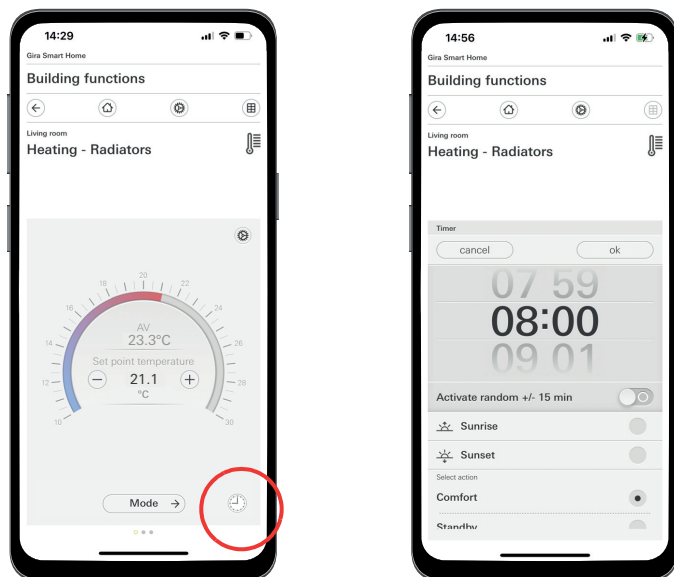 14:29
Gira Smart Home
Building functions
Living room
Heating - Radiators
20
18
22
16
24
14
26
12
28
10
30
AV
23.3°C
Set point temperature
21.1
°C
Mode
14:56
Gira Smart Home
Building functions
Living room
Heating - Radiators
Timer
cancel
ok
07 59
08:00
09 01
Activate random +/- 15 min
Sunrise
Sunset
Select action
Comfort
Standby